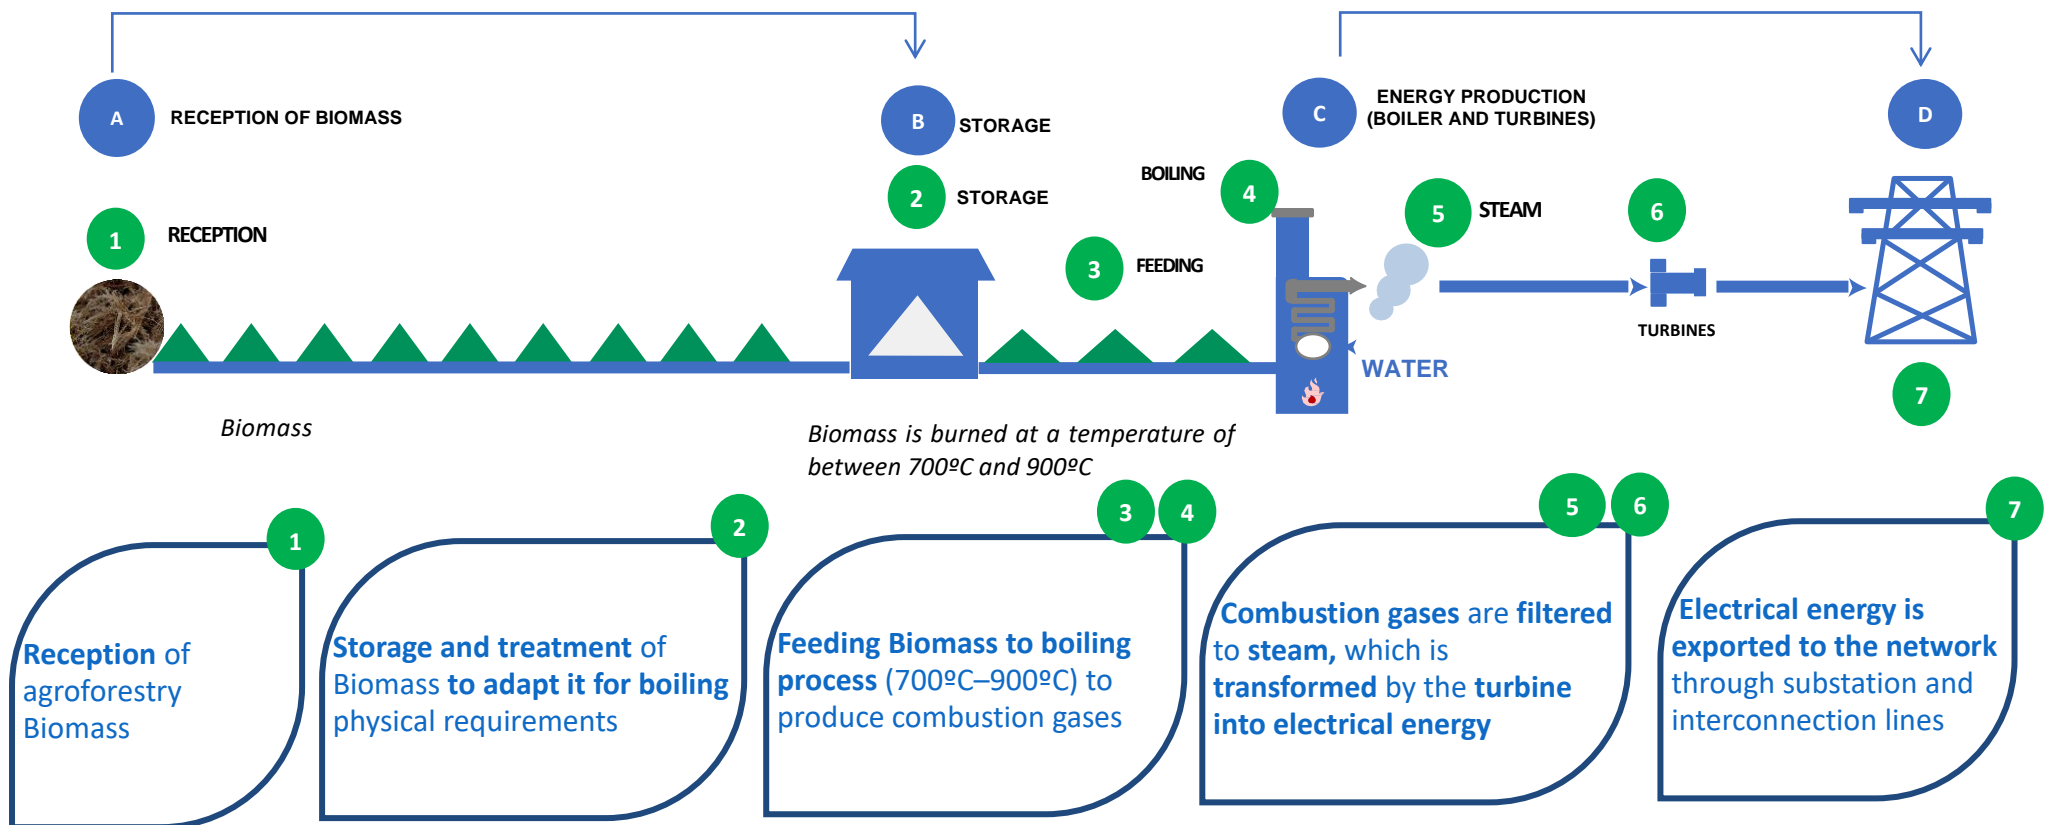 A
RECEPTION OF BIOMASS
B
STORAGE
C
ENERGY PRODUCTION
(BOILER AND TURBINES)
D
1
RECEPTION
2
STORAGE
3
FEEDING
BOILING
4
5
STEAM
6
TURBINES
WATER
7
Biomass
Biomass is burned at a temperature of
between 700ºC and 900ºC
1
Reception of
agroforestry
Biomass
2
Storage and treatment of
Biomass to adapt it for boiling
physical requirements
3
4
Feeding Biomass to boiling
process (700ºC–900ºC) to
produce combustion gases
5
6
Combustion gases are filtered
to steam, which is
transformed by the turbine
into electrical energy
7
Electrical energy is
exported to the network
through substation and
interconnection lines